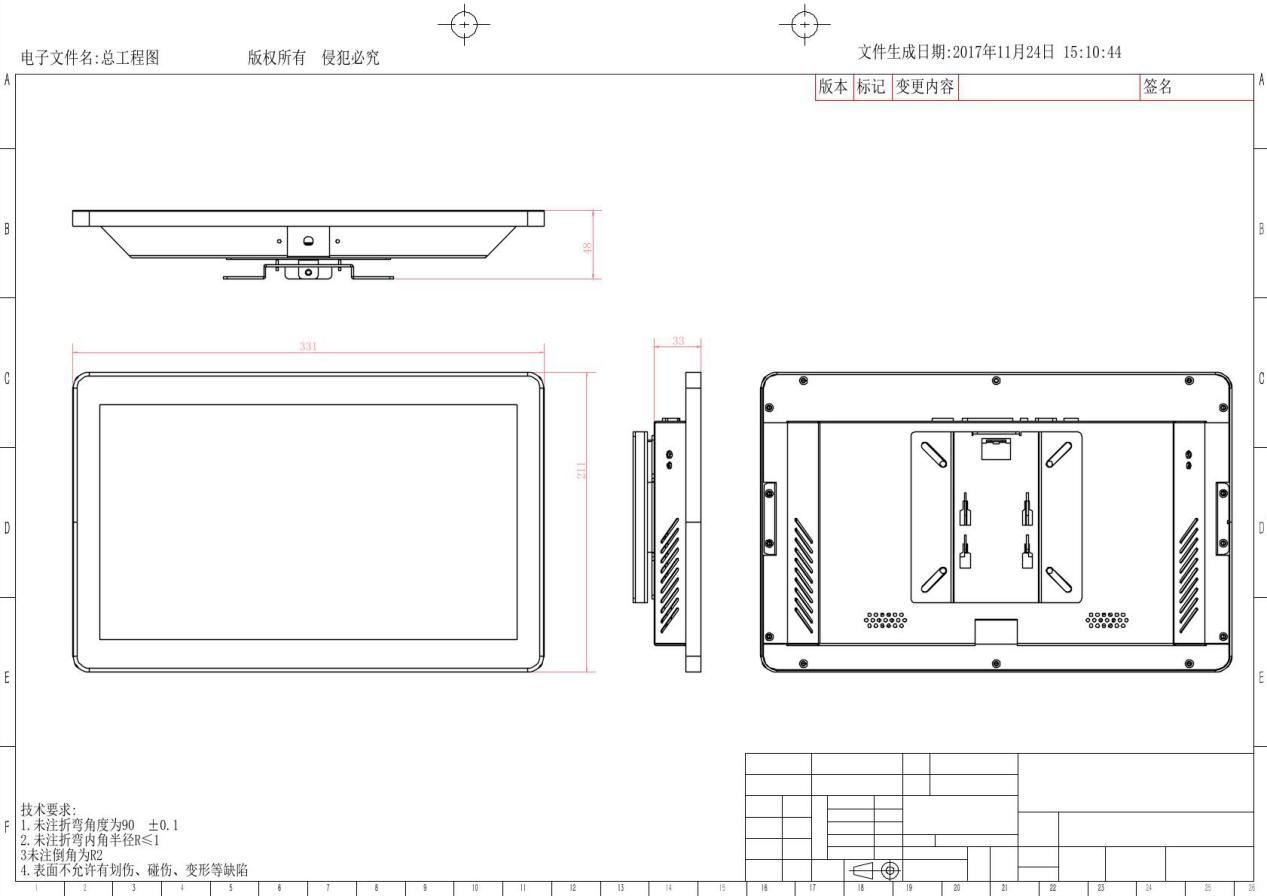 电子文件名:总工程图 版权所有 侵犯必究 文件生成日期:2017年11月24日 15:10:44
A A
版本 标记 变更内容 签名
B B
48
331
33
C C
211
D D
E E
技术要求:
1.未注折弯角度为90 ±0.1
F F
2.未注折弯内角半径R≤1
3未注倒角为R2
4.表面不允许有划伤、碰伤、变形等缺陷
1 2 3 4 5 6 7 8 9 10 11 12 13 14 15 16 17 18 19 20 21 22 23 24 25 26